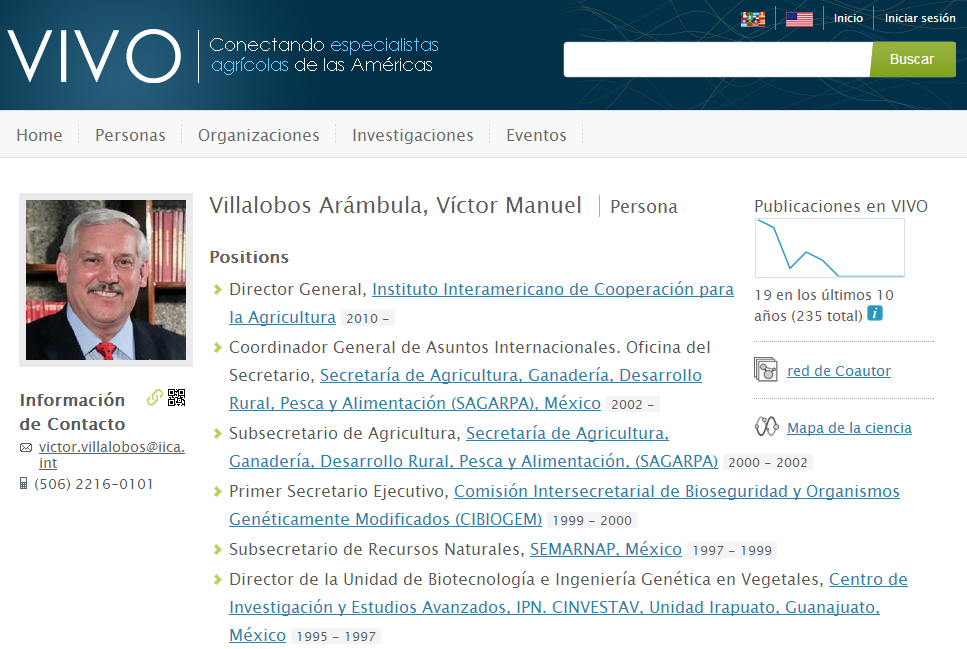 Inicio
Iniciar sesión
VIVO
Conectando especialistas
agrícolas de las Américas
Buscar
Home
Personas
Organizaciones
Investigaciones
Eventos
Villalobos Arámbula, Víctor Manuel
Persona
Positions
Director General, Instituto Interamericano de Cooperación para
la Agricultura 2010 –
Coordinador General de Asuntos Internacionales. Oficina del
Secretario, Secretaría de Agricultura, Ganadería, Desarrollo
Rural, Pesca y Alimentación (SAGARPA), México 2002 –
Subsecretario de Agricultura, Secretaría de Agricultura,
Ganadería, Desarrollo Rural, Pesca y Alimentación, (SAGARPA) 2000 – 2002
Primer Secretario Ejecutivo, Comisión Intersecretarial de Bioseguridad y Organismos
Genéticamente Modificados (CIBIOGEM) 1999 – 2000
Subsecretario de Recursos Naturales, SEMARNAP, México 1997 – 1999
Director de la Unidad de Biotecnología e Ingeniería Genética en Vegetales, Centro de
Investigación y Estudios Avanzados, IPN. CINVESTAV, Unidad Irapuato, Guanajuato,
México 1995 – 1997
Información
de Contacto
victor.villalobos@iica.
int
(506) 2216-0101
Publicaciones en VIVO
19 en los últimos 10
años (235 total) i
red de Coautor
Mapa de la ciencia